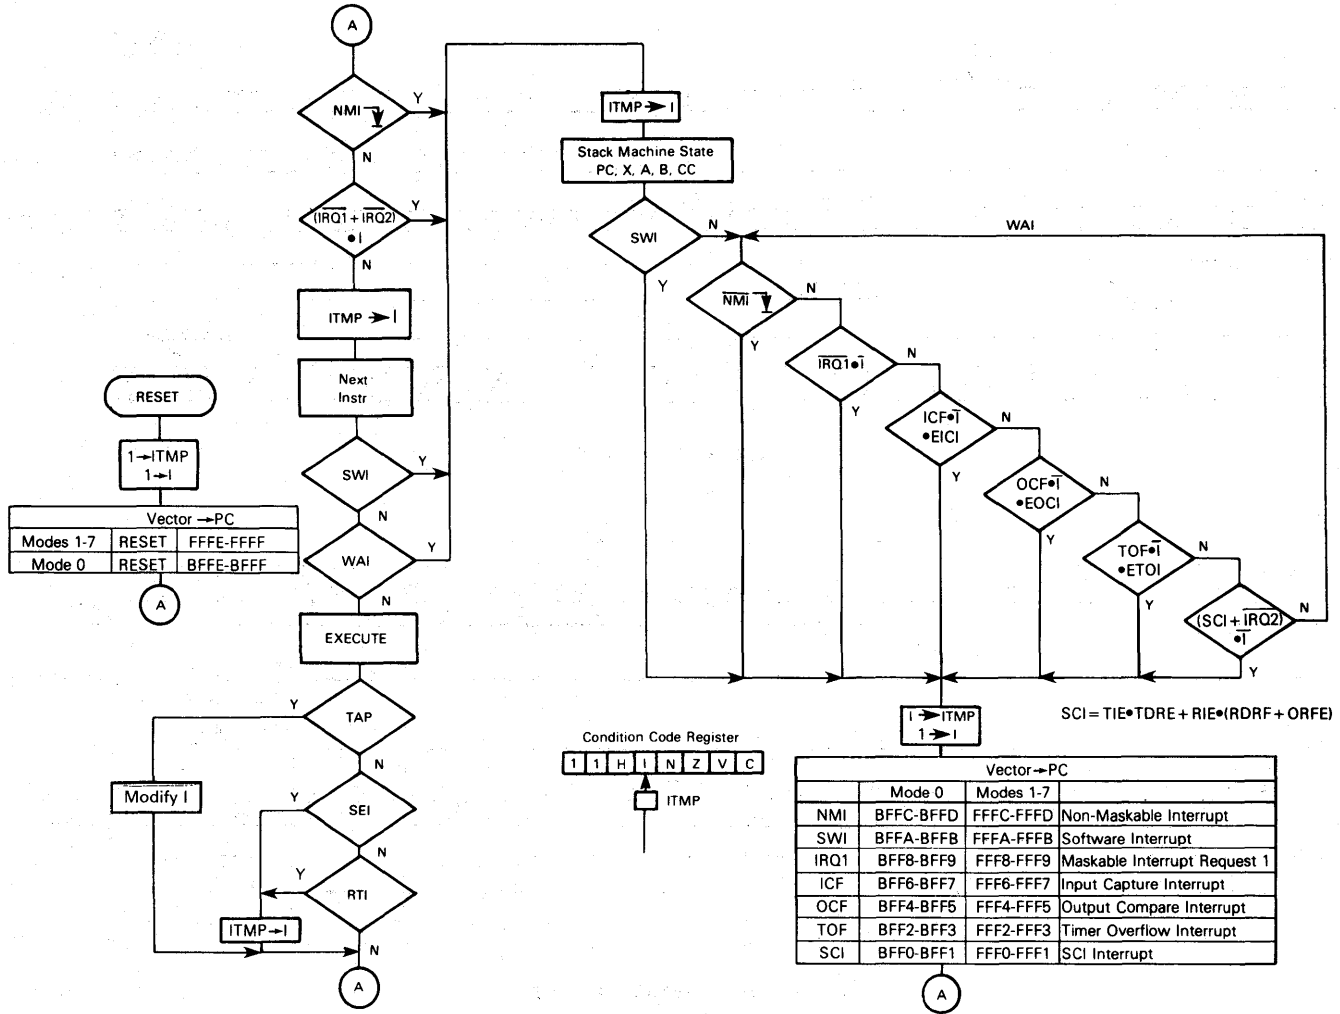 A
NMI
Y
N
(IRQ1 + IRQ2)
•I
Y
N
ITMP → I
Next
Instr
SWI
Y
N
WAI
Y
N
EXECUTE
TAP
Y
N
Modify I
SEI
Y
N
RTI
Y
N
ITMP→I
A
RESET
1→ITMP
1→I
Vector →PC
Modes 1-7 RESET FFFE-FFFF
Mode 0 RESET BFFE-BFFF
A
ITMP → I
Stack Machine State
PC, X, A, B, CC
SWI
N
Y
WAI
N̅M̅I̅
N
Y
I̅R̅Q̅1̅•I̅
N
Y
ICF•I̅
•EICI
N
Y
OCF•I̅
•EOCI
N
Y
TOF•I̅
•ETOI
N
Y
(SCI + I̅R̅Q̅2̅)
•I̅
N
Y
I → ITMP
1 → I
SCI = TIE•TDRE + RIE•(RDRF + ORFE)
Condition Code Register
1 1 H I N Z V C
ITMP
Vector→PC
Mode 0 Modes 1-7
NMI BFFC-BFFD FFFC-FFFD Non-Maskable Interrupt
SWI BFFA-BFFB FFFA-FFFB Software Interrupt
IRQ1 BFF8-BFF9 FFF8-FFF9 Maskable Interrupt Request 1
ICF BFF6-BFF7 FFF6-FFF7 Input Capture Interrupt
OCF BFF4-BFF5 FFF4-FFF5 Output Compare Interrupt
TOF BFF2-BFF3 FFF2-FFF3 Timer Overflow Interrupt
SCI BFF0-BFF1 FFF0-FFF1 SCI Interrupt
A